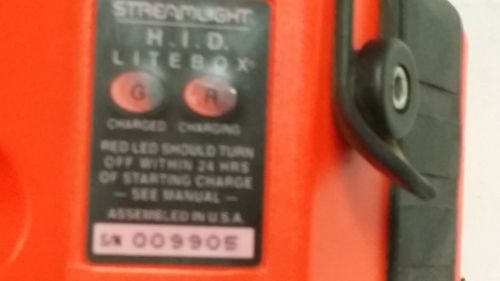 STREAMLIGHT
H.I.D.
LITEBOX
G R
CHARGED CHARGING
RED LED SHOULD TURN
OFF WITHIN 24 HRS
OF STARTING CHARGE
— SEE MANUAL —
ASSEMBLED IN U.S.A.
S/N 009905